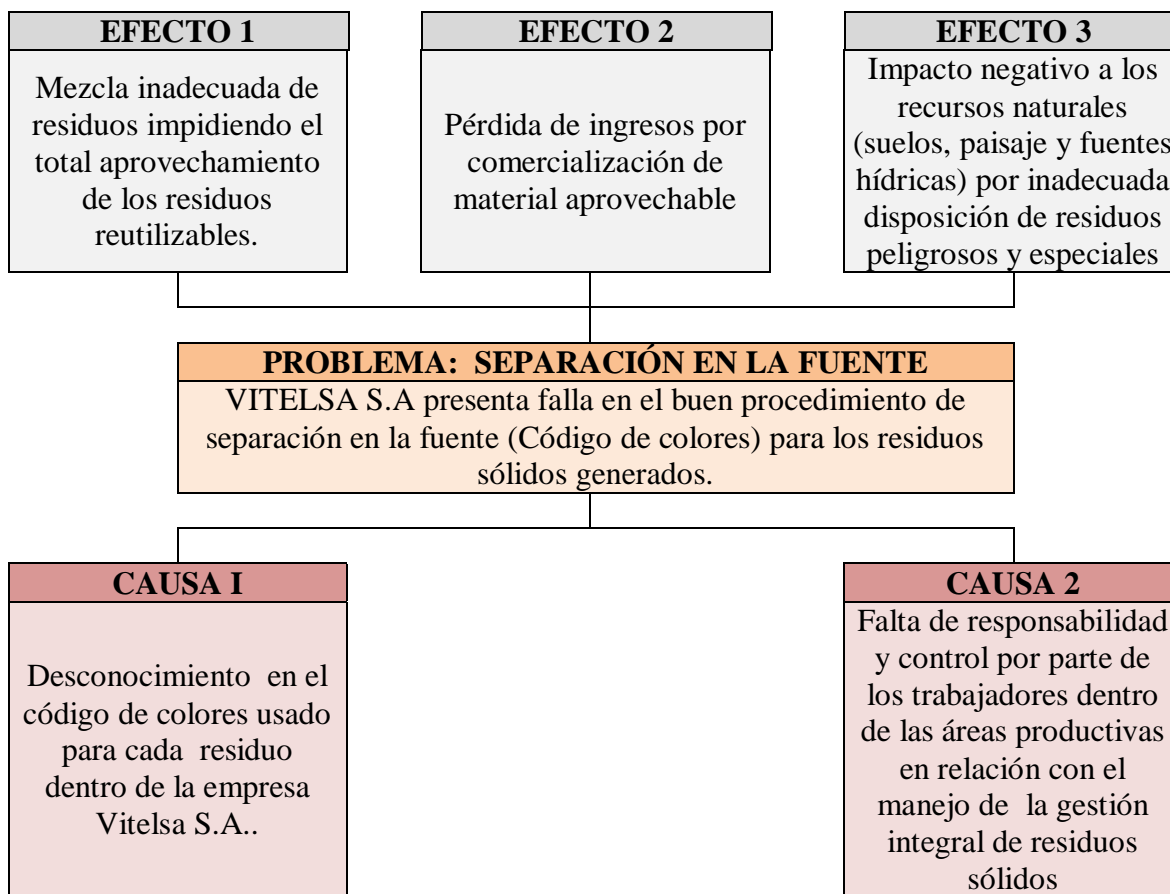 EFECTO 1
Mezcla inadecuada de
residuos impidiendo el
total aprovechamiento
de los residuos
reutilizables.
EFECTO 2
Pérdida de ingresos por
comercialización de
material aprovechable
EFECTO 3
Impacto negativo a los
recursos naturales
(suelos, paisaje y fuentes
hídricas) por inadecuada
disposición de residuos
peligrosos y especiales
PROBLEMA: SEPARACIÓN EN LA FUENTE
VITELSA S.A presenta falla en el buen procedimiento de
separación en la fuente (Código de colores) para los residuos
sólidos generados.
CAUSA I
Desconocimiento en el
código de colores usado
para cada residuo
dentro de la empresa
Vitelsa S.A..
CAUSA 2
Falta de responsabilidad
y control por parte de
los trabajadores dentro
de las áreas productivas
en relación con el
manejo de la gestión
integral de residuos
sólidos